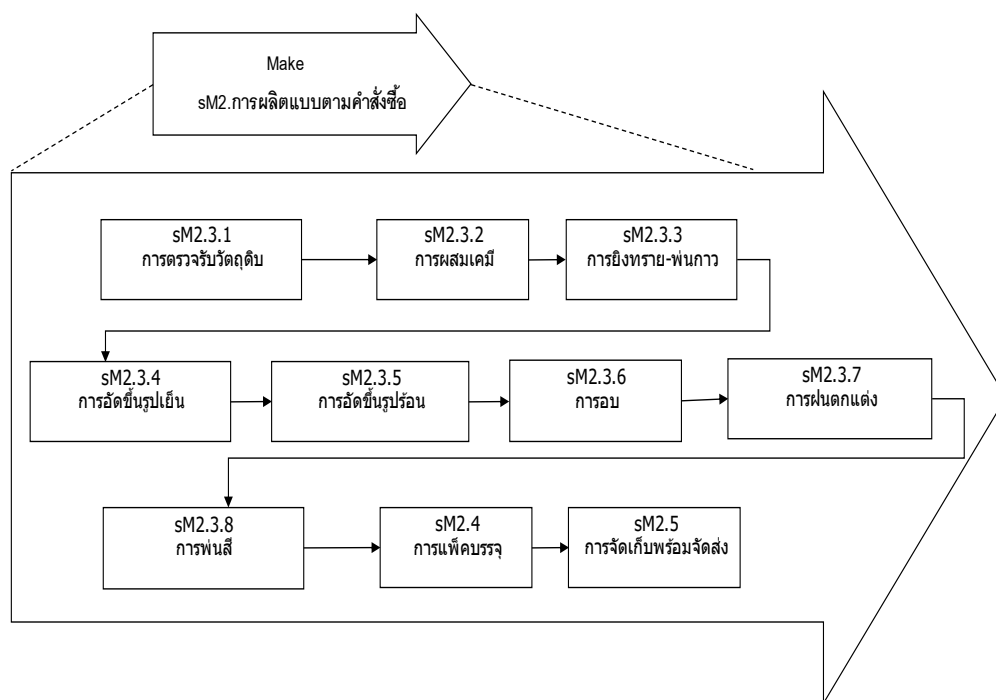 Make
sM2.การผลิตแบบตามคำสั่งซื้อ
sM2.3.1
การตรวจรับวัตถุดิบ
sM2.3.2
การผสมเคมี
sM2.3.3
การยิงทราย-พ่นกาว
sM2.3.4
การอัดขึ้นรูปเย็น
sM2.3.5
การอัดขึ้นรูปร้อน
sM2.3.6
การอบ
sM2.3.7
การฝนตกแต่ง
sM2.3.8
การพ่นสี
sM2.4
การแพ็คบรรจุ
sM2.5
การจัดเก็บพร้อมจัดส่ง